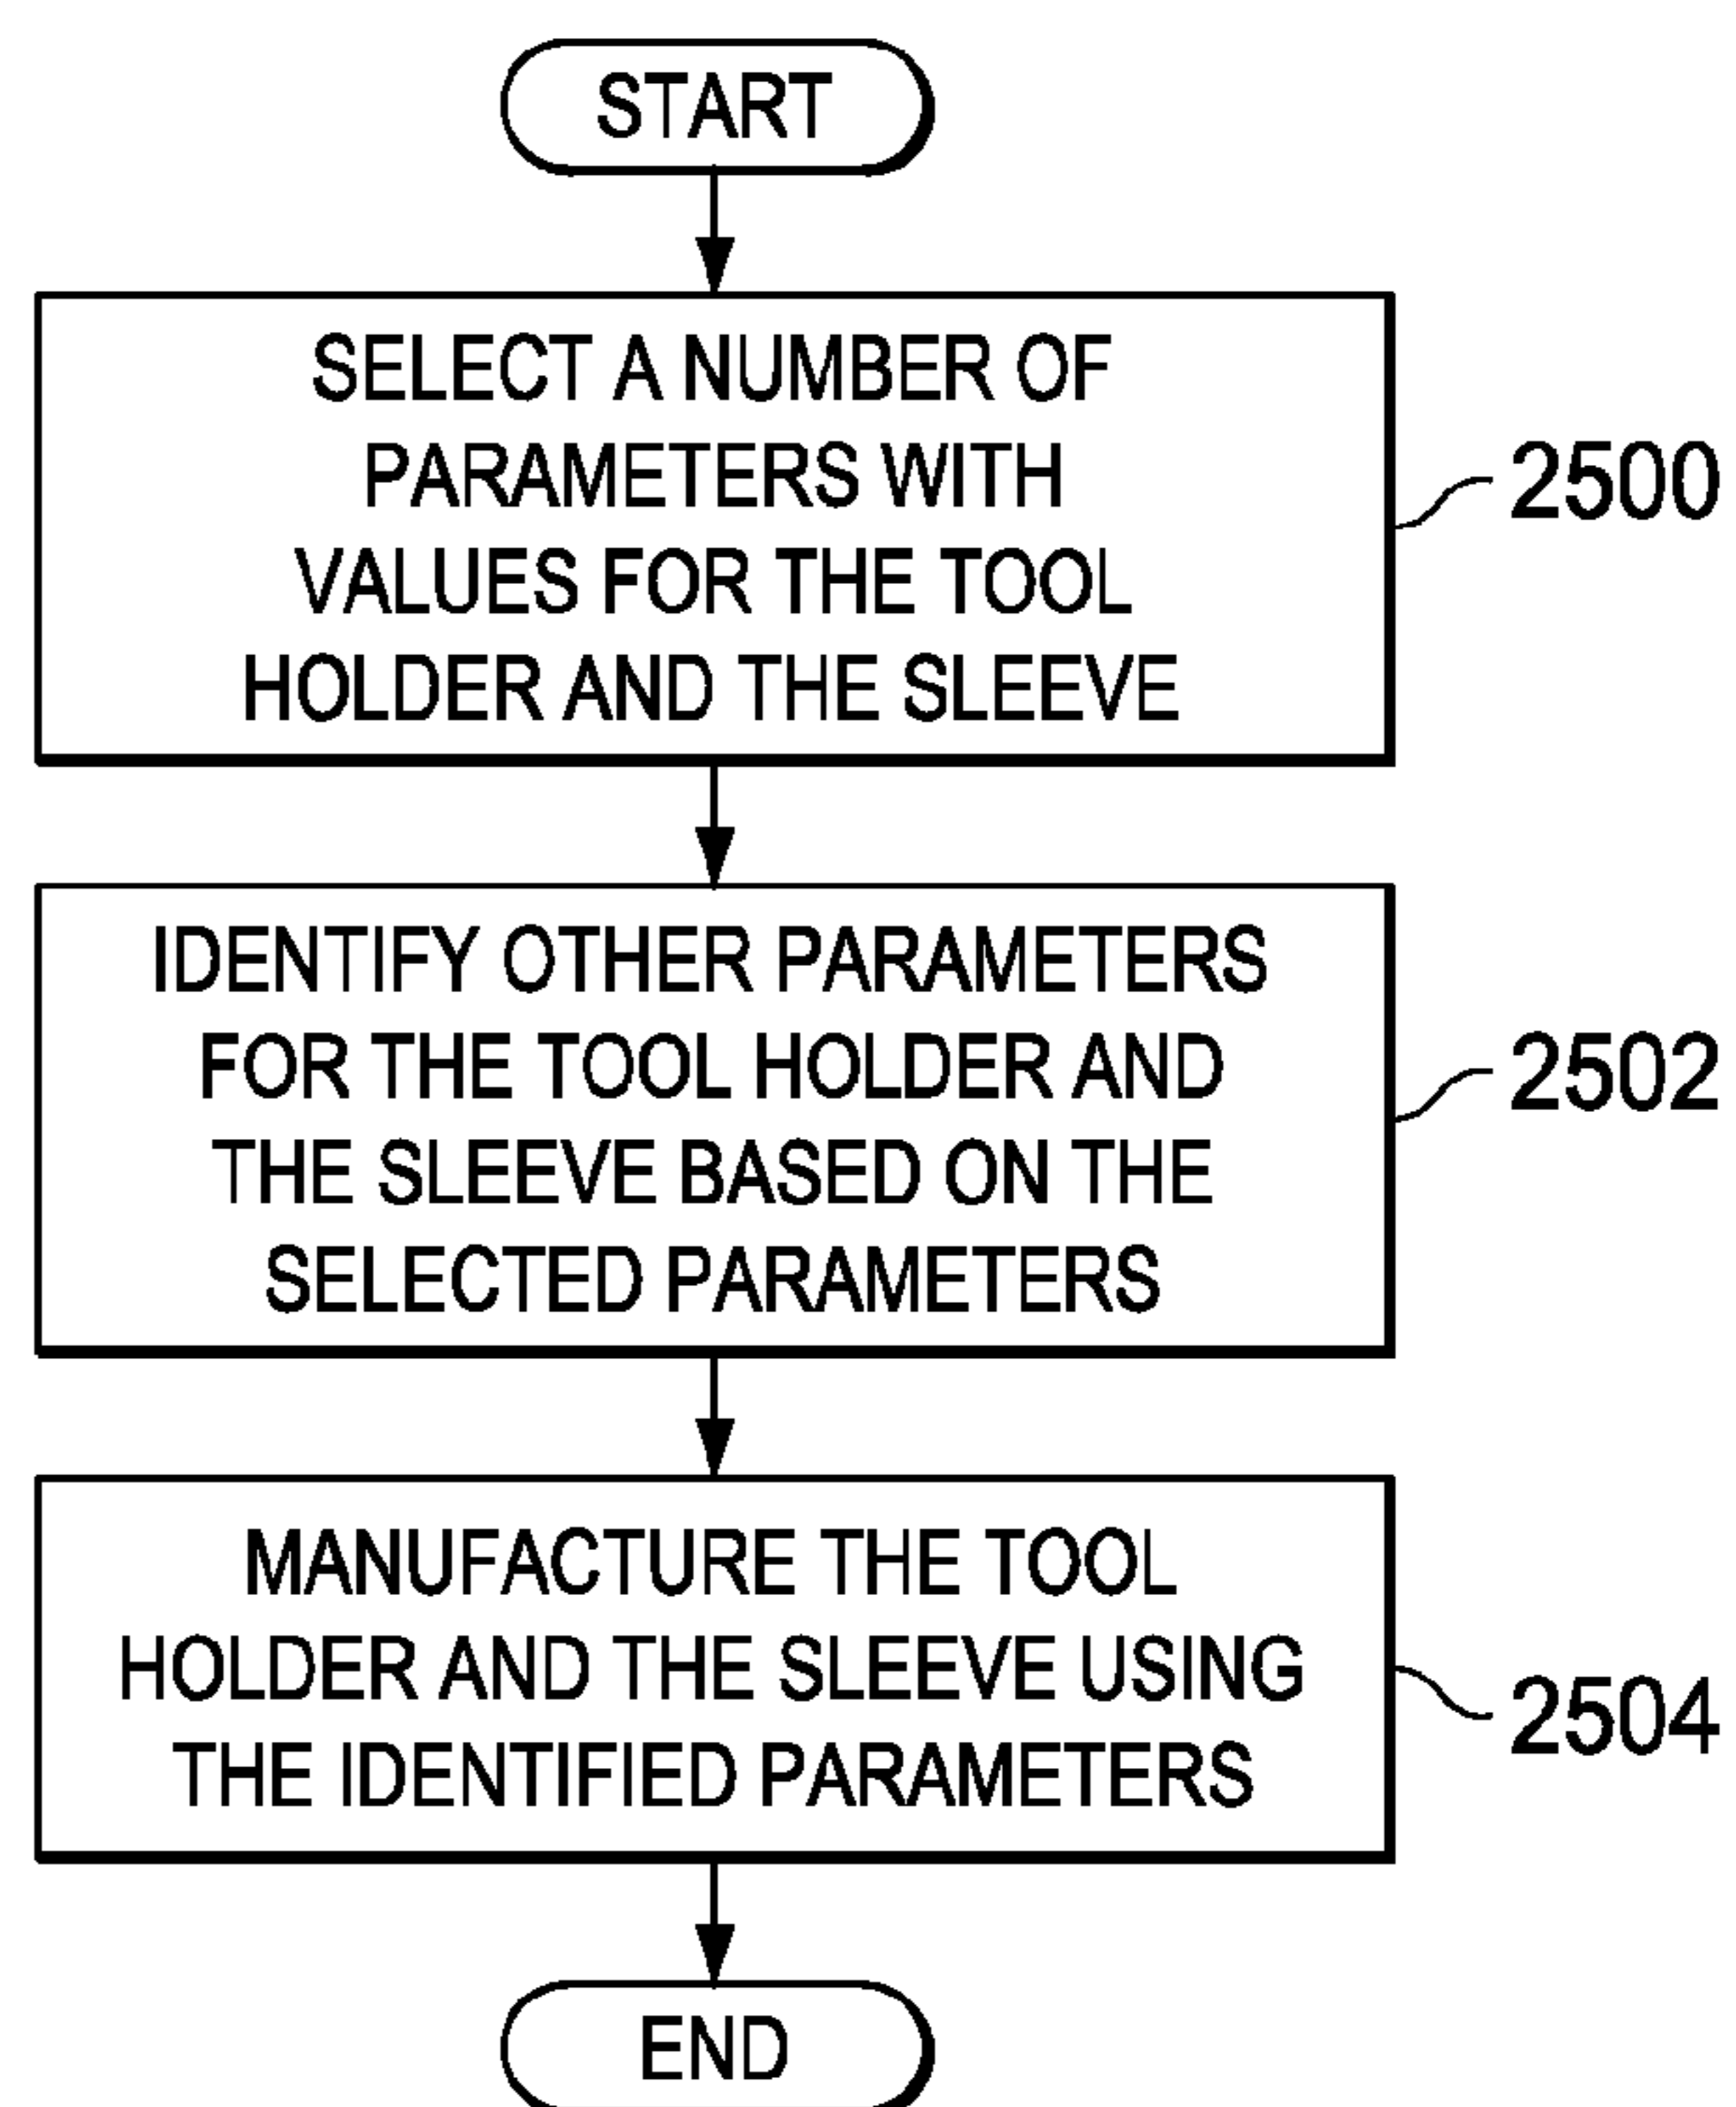 START
SELECT A NUMBER OF
PARAMETERS WITH
VALUES FOR THE TOOL
HOLDER AND THE SLEEVE
2500
IDENTIFY OTHER PARAMETERS
FOR THE TOOL HOLDER AND
THE SLEEVE BASED ON THE
SELECTED PARAMETERS
2502
MANUFACTURE THE TOOL
HOLDER AND THE SLEEVE USING
THE IDENTIFIED PARAMETERS
2504
END